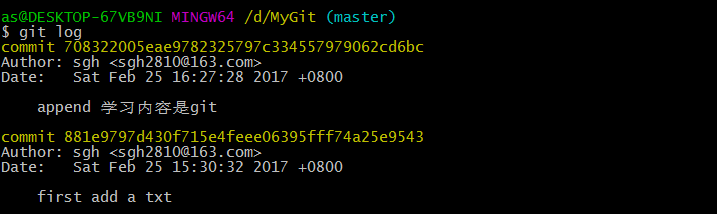 as@DESKTOP-67VB9NI MINGW64 /d/MyGit (master)
$ git log
commit 708322005eae9782325797c334557979062cd6bc
Author: sgh <sgh2810@163.com>
Date:   Sat Feb 25 16:27:28 2017 +0800
append 学习内容是git
commit 881e9797d430f715e4feee06395fff74a25e9543
Author: sgh <sgh2810@163.com>
Date:   Sat Feb 25 15:30:32 2017 +0800
first add a txt